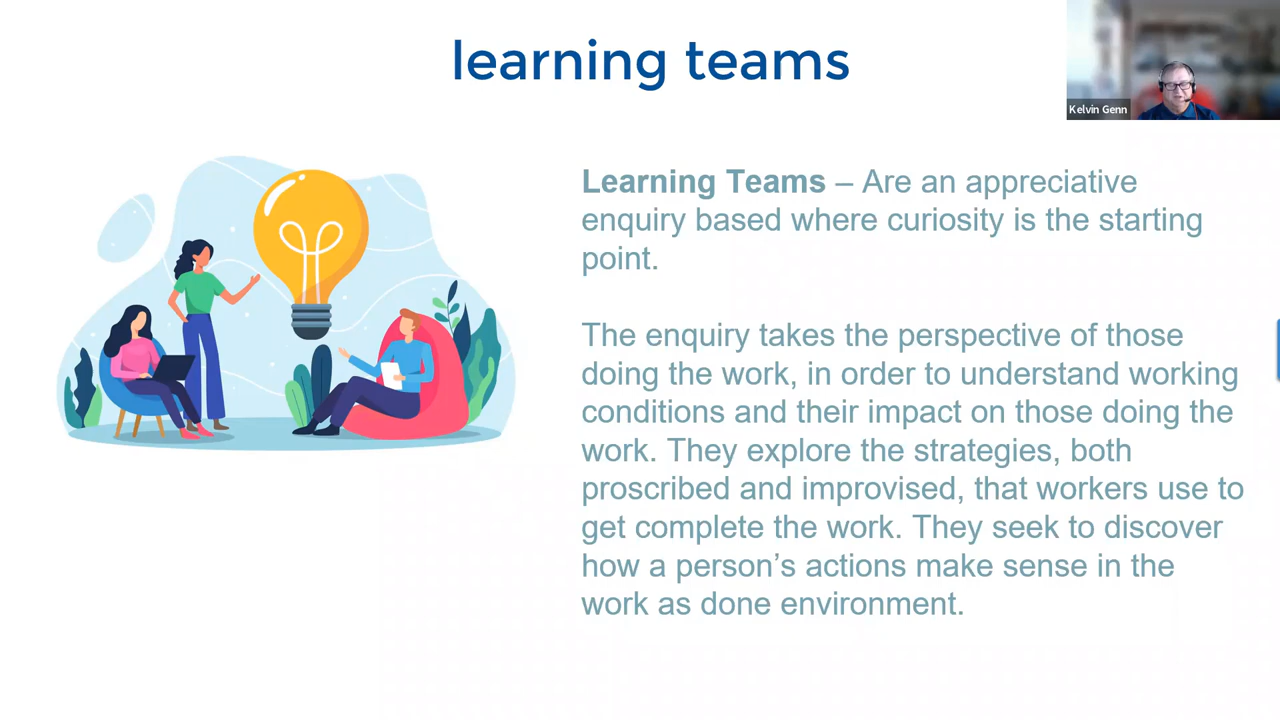 learning teams
Kelvin Genn
Learning Teams – Are an appreciative
enquiry based where curiosity is the starting
point.
The enquiry takes the perspective of those
doing the work, in order to understand working
conditions and their impact on those doing the
work. They explore the strategies, both
proscribed and improvised, that workers use to
get complete the work. They seek to discover
how a person’s actions make sense in the
work as done environment.